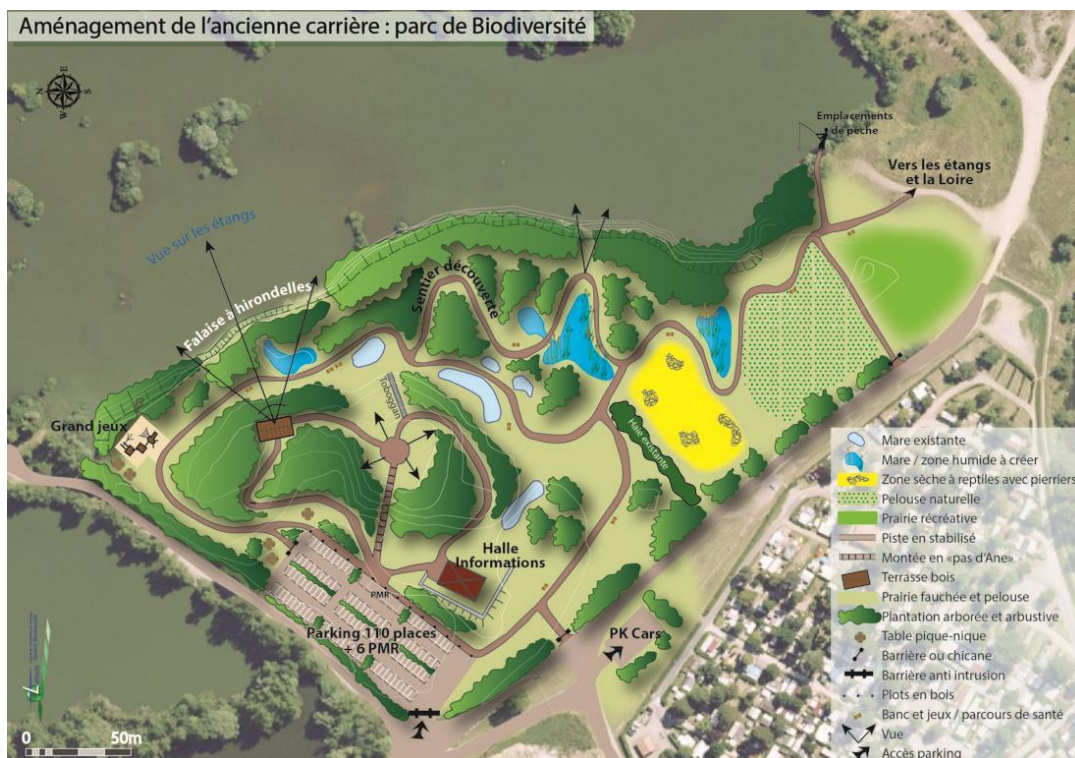 Aménagement de l'ancienne carrière : parc de Biodiversité
N
E
S
W
Emplacements
de pêche
Vers les étangs
et la Loire
Vue sur les étangs
Falaise à hirondelles
Sentier découverte
Toboggan
Grand jeux
Haie existante
Halle
Informations
PMR
Parking 110 places
+ 6 PMR
PK Cars
Mare existante
Mare / zone humide à créer
Zone sèche à reptiles avec pierriers
Pelouse naturelle
Prairie récréative
Piste en stabilisé
Montée en «pas d'Ane»
Terrasse bois
Prairie fauchée et pelouse
Plantation arborée et arbustive
Table pique-nique
Barrière ou chicane
Barrière anti intrusion
Plots en bois
Banc et jeux / parcours de santé
Vue
Accès parking
0
50m